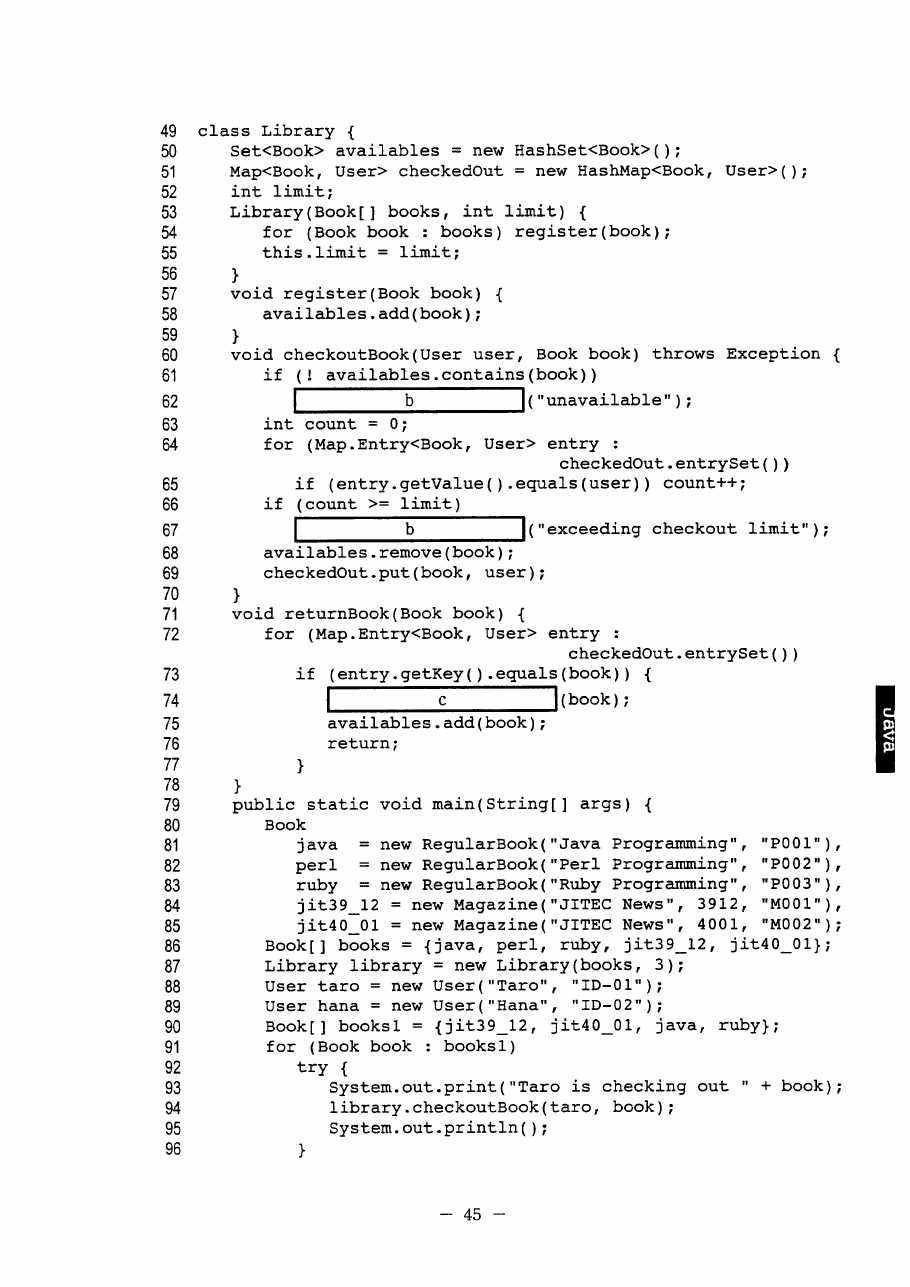 49 class Library {
50 Set<Book> availables = new HashSet<Book>();
51 Map<Book, User> checkedOut = new HashMap<Book, User>();
52 int limit;
53 Library(Book[] books, int limit) {
54 for (Book book : books) register(book);
55 this.limit = limit;
56 }
57 void register(Book book) {
58 availables.add(book);
59 }
60 void checkoutBook(User user, Book book) throws Exception {
61 if (! availables.contains(book))
62 b ("unavailable");
63 int count = 0;
64 for (Map.Entry<Book, User> entry :
checkedOut.entrySet())
65 if (entry.getValue().equals(user)) count++;
66 if (count >= limit)
67 b ("exceeding checkout limit");
68 availables.remove(book);
69 checkedOut.put(book, user);
70 }
71 void returnBook(Book book) {
72 for (Map.Entry<Book, User> entry :
checkedOut.entrySet())
73 if (entry.getKey().equals(book)) {
74 c (book);
75 availables.add(book);
76 return;
77 }
78 }
79 public static void main(String[] args) {
80 Book
81 java = new RegularBook("Java Programming", "P001"),
82 perl = new RegularBook("Perl Programming", "P002"),
83 ruby = new RegularBook("Ruby Programming", "P003"),
84 jit39_12 = new Magazine("JITEC News", 3912, "M001"),
85 jit40_01 = new Magazine("JITEC News", 4001, "M002");
86 Book[] books = {java, perl, ruby, jit39_12, jit40_01};
87 Library library = new Library(books, 3);
88 User taro = new User("Taro", "ID-01");
89 User hana = new User("Hana", "ID-02");
90 Book[] books1 = {jit39_12, jit40_01, java, ruby};
91 for (Book book : books1)
92 try {
93 System.out.print("Taro is checking out " + book);
94 library.checkoutBook(taro, book);
95 System.out.println();
96 }
Java
— 45 —